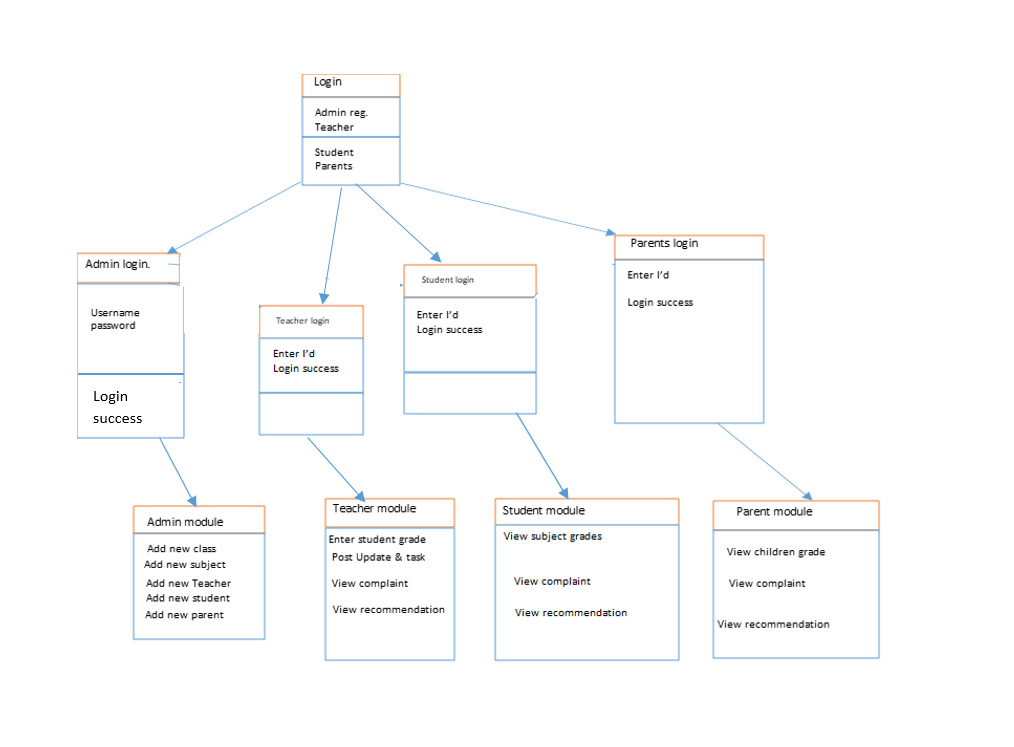 Login
Admin reg.
Teacher
Student
Parents
Admin login.
Username
password
Login
success
Teacher login
Enter I'd
Login success
Student login
Enter I'd
Login success
Parents login
Enter I'd
Login success
Admin module
Add new class
Add new subject
Add new Teacher
Add new student
Add new parent
Teacher module
Enter student grade
Post Update & task
View complaint
View recommendation
Student module
View subject grades
View complaint
View recommendation
Parent module
View children grade
View complaint
View recommendation